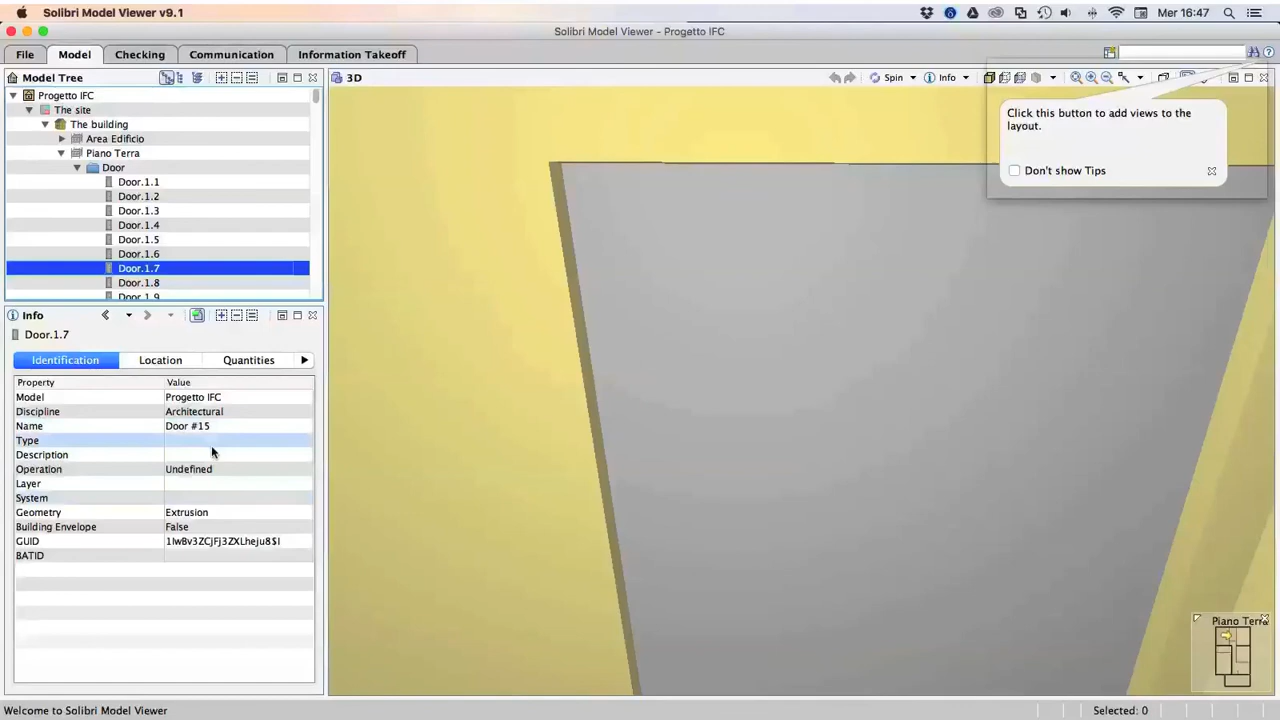 Solibri Model Viewer v9.1
Mer 16:47
Solibri Model Viewer - Progetto IFC
File Model Checking Communication Information Takeoff
Model Tree
3D
Spin
Info
Click this button to add views to the
layout.
Don't show Tips
Progetto IFC
The site
The building
Area Edificio
Piano Terra
Door
Door.1.1
Door.1.2
Door.1.3
Door.1.4
Door.1.5
Door.1.6
Door.1.7
Door.1.8
Door.1.9
Info
Door.1.7
Identification Location Quantities
Property Value
Model Progetto IFC
Discipline Architectural
Name Door #15
Type
Description
Operation Undefined
Layer
System
Geometry Extrusion
Building Envelope False
GUID
BATID
Piano Terra
Welcome to Solibri Model Viewer
Selected: 0